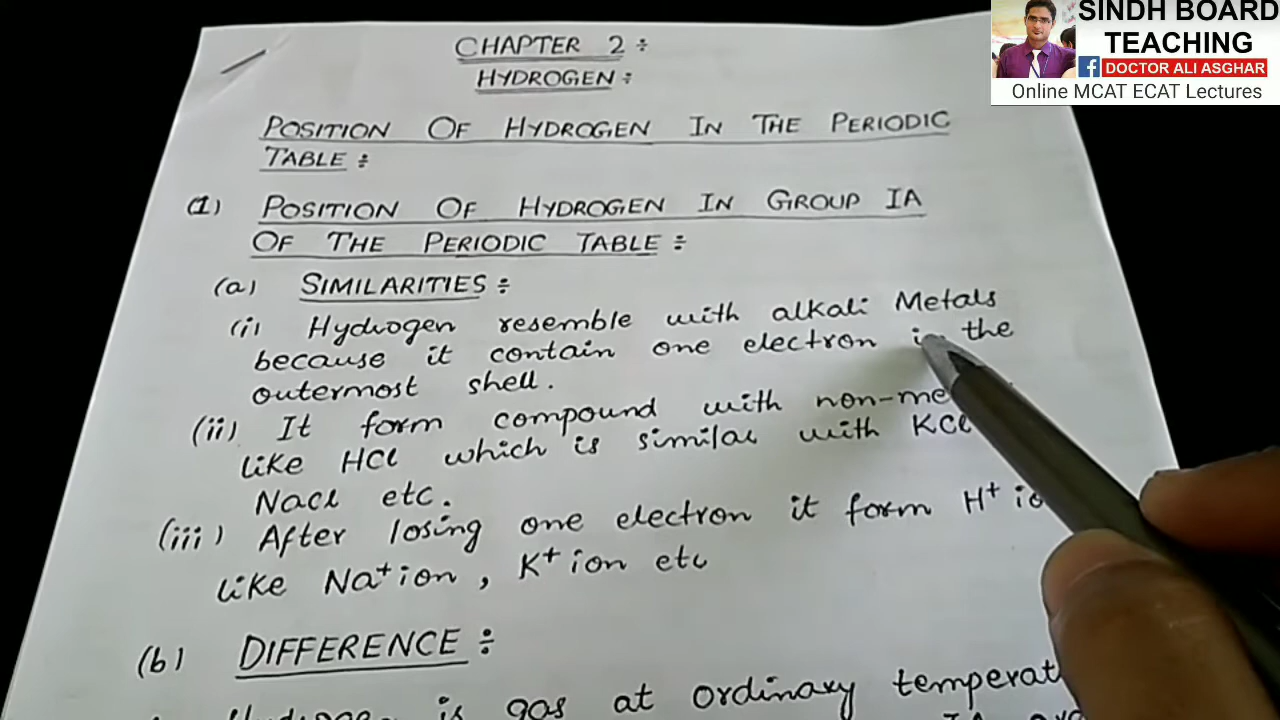 SINDH BOARD
TEACHING
f DOCTOR ALI ASGHAR
Online MCAT ECAT Lectures
CHAPTER 2 ÷
HYDROGEN ÷
POSITION OF HYDROGEN IN THE PERIODIC
TABLE ÷
(1) POSITION OF HYDROGEN IN GROUP IA
OF THE PERIODIC TABLE ÷
(a) SIMILARITIES ÷
(i) Hydrogen resemble with alkali Metals
because it contain one electron in the
outermost shell.
(ii) It form compound with
like HCl which is similar with KCl
NaCl etc.
(iii) After losing one electron it form H⁺
like Na⁺ ion, K⁺ ion etc
(b) DIFFERENCE ÷
is gas at ordinary